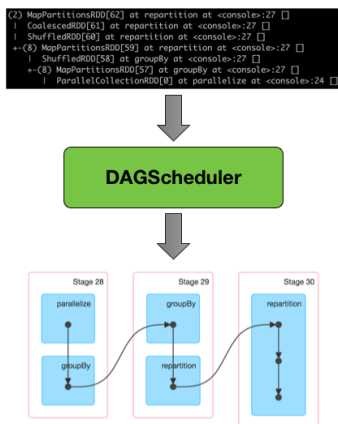 (2) MapPartitionsRDD[62] at repartition at <console>:27 []
| CoalescedRDD[61] at repartition at <console>:27 []
| ShuffledRDD[60] at repartition at <console>:27 []
+-(8) MapPartitionsRDD[59] at repartition at <console>:27 []
| ShuffledRDD[58] at groupBy at <console>:27 []
+-(8) MapPartitionsRDD[57] at groupBy at <console>:27 []
| ParallelCollectionRDD[0] at parallelize at <console>:24 []
DAGScheduler
Stage 28
parallelize
groupBy
Stage 29
groupBy
repartition
Stage 30
repartition